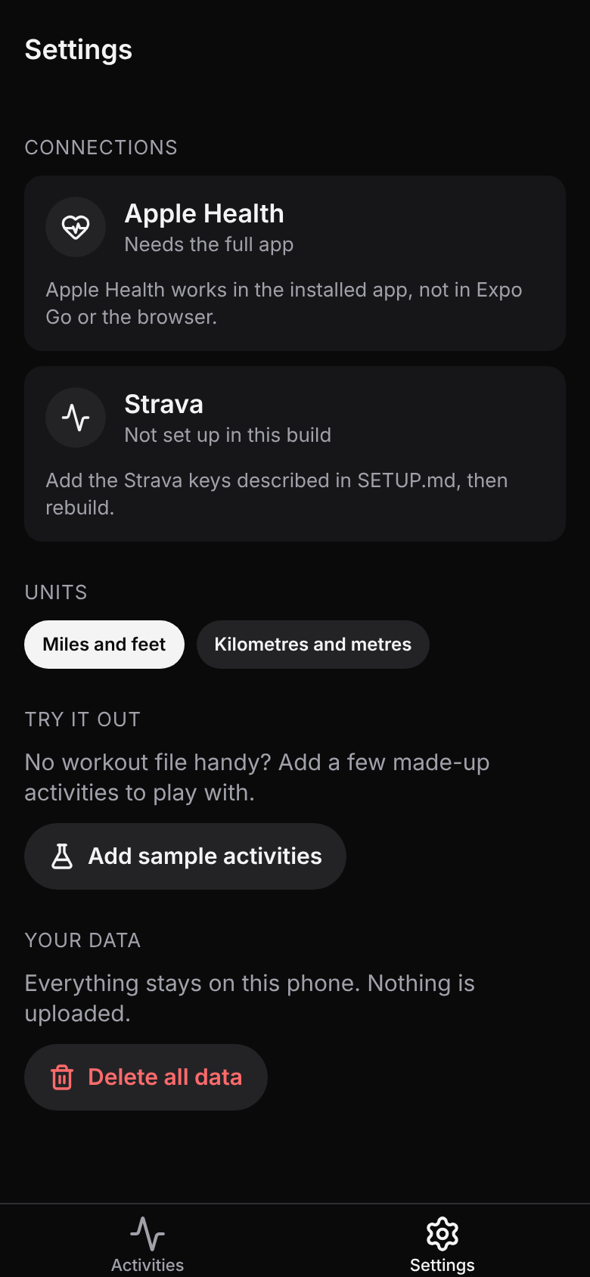 Settings
CONNECTIONS
Apple Health
Needs the full app
Apple Health works in the installed app, not in Expo
Go or the browser.
Strava
Not set up in this build
Add the Strava keys described in SETUP.md, then
rebuild.
UNITS
Miles and feet
Kilometres and metres
TRY IT OUT
No workout file handy? Add a few made-up
activities to play with.
Add sample activities
YOUR DATA
Everything stays on this phone. Nothing is
uploaded.
Delete all data
Activities
Settings